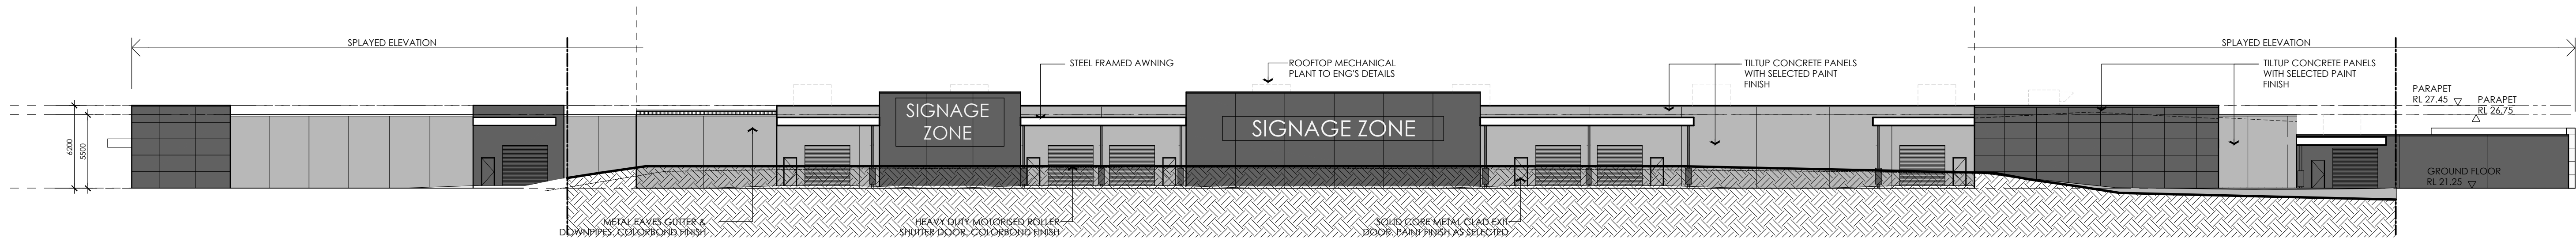 SPLAYED ELEVATION
SPLAYED ELEVATION
STEEL FRAMED AWNING
ROOFTOP MECHANICAL
PLANT TO ENG'S DETAILS
TILTUP CONCRETE PANELS
WITH SELECTED PAINT
FINISH
TILTUP CONCRETE PANELS
WITH SELECTED PAINT
FINISH
PARAPET
RL 27.45
PARAPET
RL 26.75
SIGNAGE
ZONE
SIGNAGE ZONE
6200
5500
GROUND FLOOR
RL 21.25
METAL EAVES GUTTER &
DOWNPIPES, COLORBOND FINISH
HEAVY DUTY MOTORISED ROLLER
SHUTTER DOOR, COLORBOND FINISH
SOLID CORE METAL CLAD EXIT
DOOR, PAINT FINISH AS SELECTED